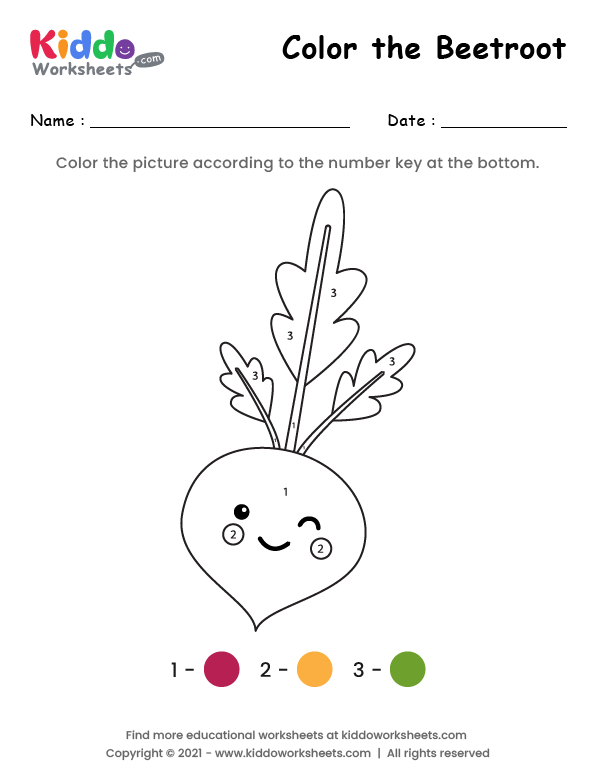 Kiddo
Worksheets.com
Color the Beetroot
Name : Date :
Color the picture according to the number key at the bottom.
3
3
3
3
1
1
1
1
2
2
1 - 2 - 3 -
Find more educational worksheets at kiddoworksheets.com
Copyright © 2021 - www.kiddoworksheets.com | All rights reserved